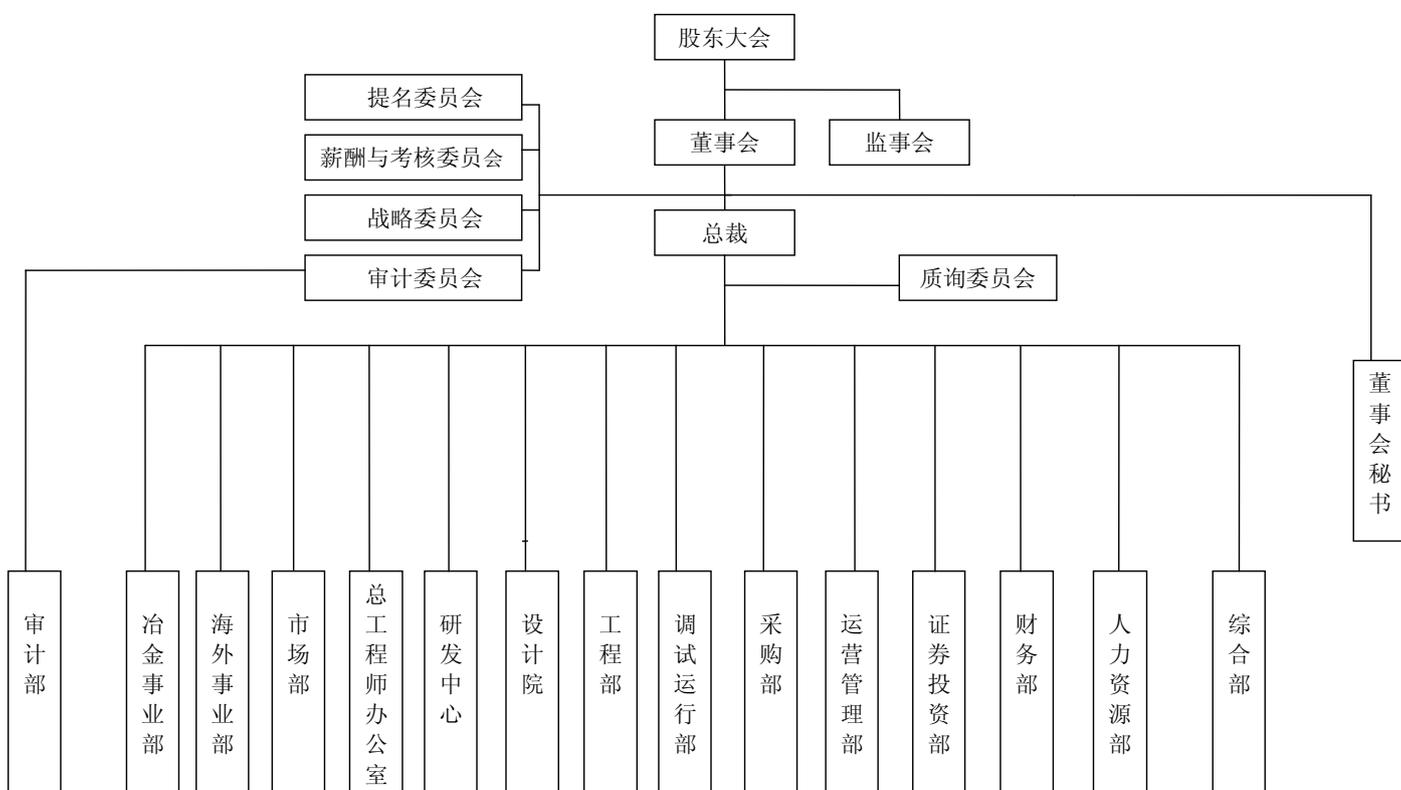 股东大会
提名委员会
董事会
监事会
薪酬与考核委员会
战略委员会
总裁
审计委员会
质询委员会
董事会秘书
审计部
冶金事业部
海外事业部
市场部
总工程师办公室
研发中心
设计院
工程部
调试运行部
采购部
运营管理部
证券投资部
财务部
人力资源部
综合部